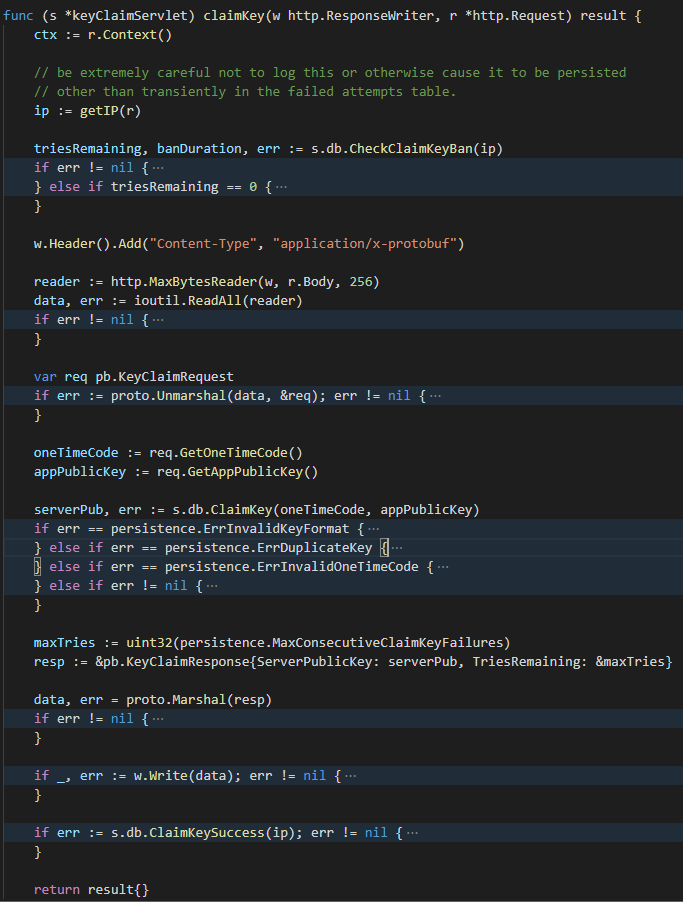 func (s *keyClaimServlet) claimKey(w http.ResponseWriter, r *http.Request) result {
ctx := r.Context()
// be extremely careful not to log this or otherwise cause it to be persisted
// other than transiently in the failed attempts table.
ip := getIP(r)
triesRemaining, banDuration, err := s.db.CheckClaimKeyBan(ip)
if err != nil {···
} else if triesRemaining == 0 {···
}
w.Header().Add("Content-Type", "application/x-protobuf")
reader := http.MaxBytesReader(w, r.Body, 256)
data, err := ioutil.ReadAll(reader)
if err != nil {···
}
var req pb.KeyClaimRequest
if err := proto.Unmarshal(data, &req); err != nil {···
}
oneTimeCode := req.GetOneTimeCode()
appPublicKey := req.GetAppPublicKey()
serverPub, err := s.db.ClaimKey(oneTimeCode, appPublicKey)
if err == persistence.ErrInvalidKeyFormat {···
} else if err == persistence.ErrDuplicateKey {···
} else if err == persistence.ErrInvalidOneTimeCode {···
} else if err != nil {···
}
maxTries := uint32(persistence.MaxConsecutiveClaimKeyFailures)
resp := &pb.KeyClaimResponse{ServerPublicKey: serverPub, TriesRemaining: &maxTries}
data, err = proto.Marshal(resp)
if err != nil {···
}
if _, err := w.Write(data); err != nil {···
}
if err := s.db.ClaimKeySuccess(ip); err != nil {···
}
return result{}